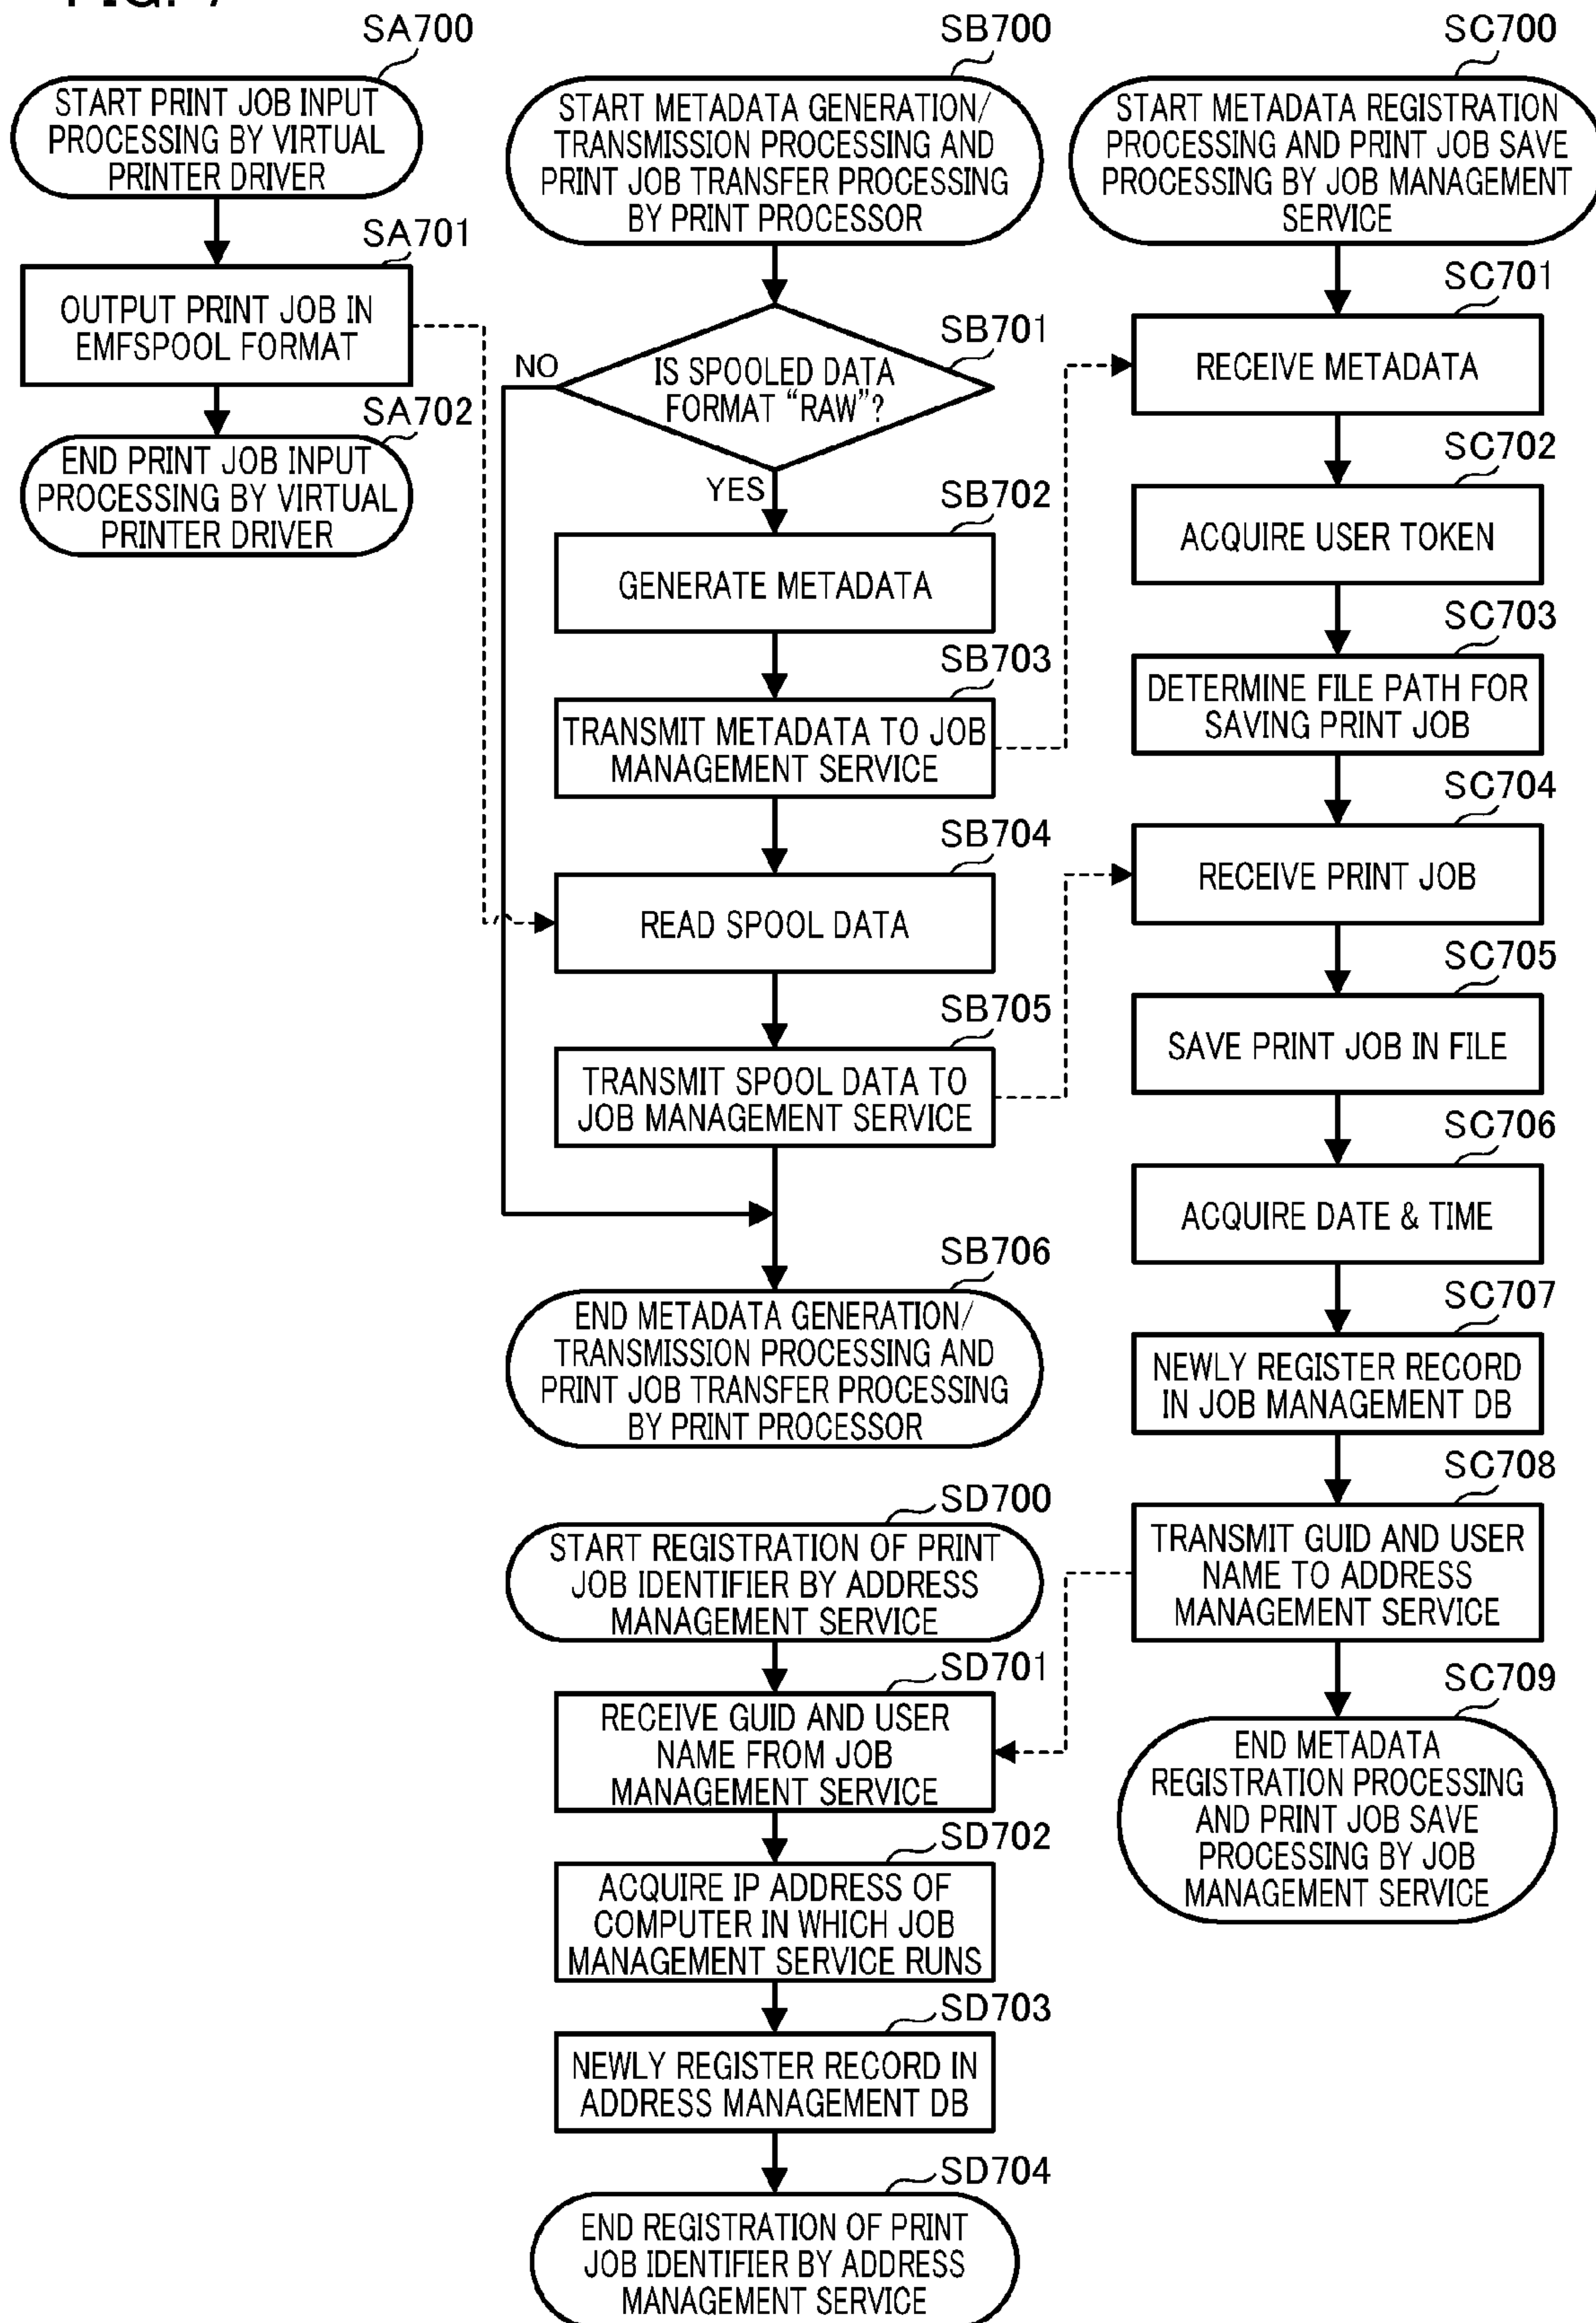 FIG. 7
SA700
START PRINT JOB INPUT
PROCESSING BY VIRTUAL
PRINTER DRIVER
SA701
OUTPUT PRINT JOB IN
EMFSPOOL FORMAT
SA702
END PRINT JOB INPUT
PROCESSING BY VIRTUAL
PRINTER DRIVER
SB700
START METADATA GENERATION/
TRANSMISSION PROCESSING AND
PRINT JOB TRANSFER PROCESSING
BY PRINT PROCESSOR
SB701
NO
IS SPOOLED DATA
FORMAT “RAW”?
YES
SB702
GENERATE METADATA
SB703
TRANSMIT METADATA TO JOB
MANAGEMENT SERVICE
SB704
READ SPOOL DATA
SB705
TRANSMIT SPOOL DATA TO
JOB MANAGEMENT SERVICE
SB706
END METADATA GENERATION/
TRANSMISSION PROCESSING AND
PRINT JOB TRANSFER PROCESSING
BY PRINT PROCESSOR
SC700
START METADATA REGISTRATION
PROCESSING AND PRINT JOB SAVE
PROCESSING BY JOB MANAGEMENT
SERVICE
SC701
RECEIVE METADATA
SC702
ACQUIRE USER TOKEN
SC703
DETERMINE FILE PATH FOR
SAVING PRINT JOB
SC704
RECEIVE PRINT JOB
SC705
SAVE PRINT JOB IN FILE
SC706
ACQUIRE DATE & TIME
SC707
NEWLY REGISTER RECORD
IN JOB MANAGEMENT DB
SC708
TRANSMIT GUID AND USER
NAME TO ADDRESS
MANAGEMENT SERVICE
SC709
END METADATA
REGISTRATION PROCESSING
AND PRINT JOB SAVE
PROCESSING BY JOB
MANAGEMENT SERVICE
SD700
START REGISTRATION OF PRINT
JOB IDENTIFIER BY ADDRESS
MANAGEMENT SERVICE
SD701
RECEIVE GUID AND USER
NAME FROM JOB
MANAGEMENT SERVICE
SD702
ACQUIRE IP ADDRESS OF
COMPUTER IN WHICH JOB
MANAGEMENT SERVICE RUNS
SD703
NEWLY REGISTER RECORD IN
ADDRESS MANAGEMENT DB
SD704
END REGISTRATION OF PRINT
JOB IDENTIFIER BY ADDRESS
MANAGEMENT SERVICE